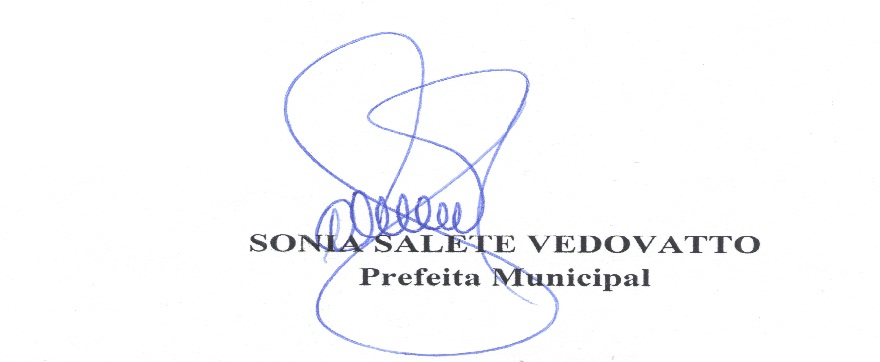 SONIA SALETE VEDOVATTO
Prefeita Municipal